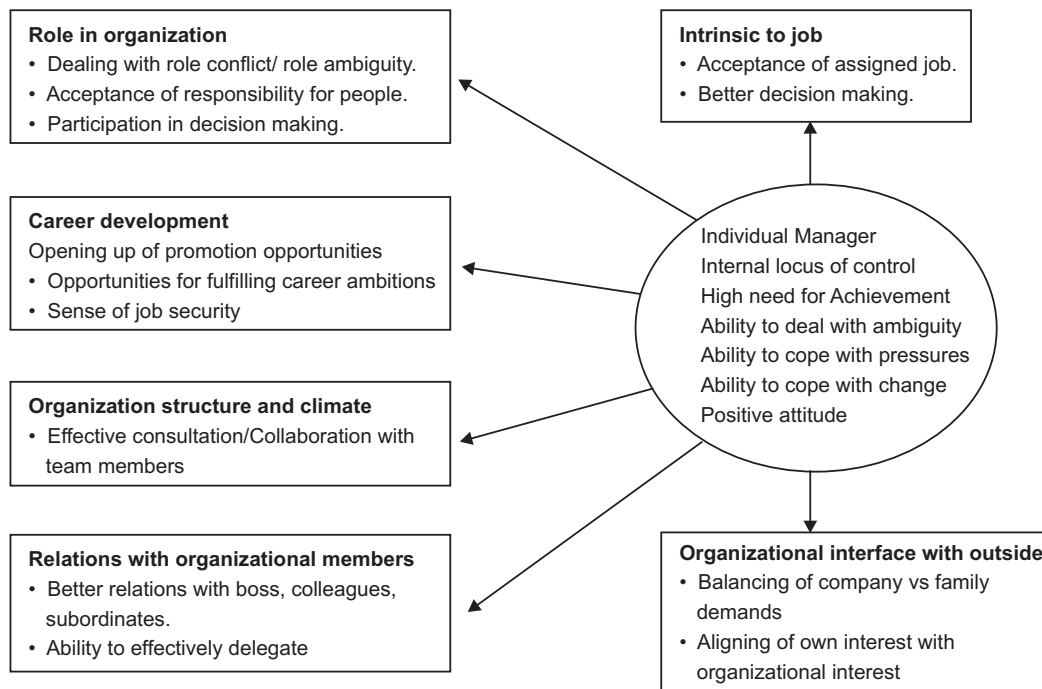 Role in organization
• Dealing with role conflict/ role ambiguity.
• Acceptance of responsibility for people.
• Participation in decision making.
Intrinsic to job
• Acceptance of assigned job.
• Better decision making.
Career development
Opening up of promotion opportunities
• Opportunities for fulfilling career ambitions
• Sense of job security
Individual Manager
Internal locus of control
High need for Achievement
Ability to deal with ambiguity
Ability to cope with pressures
Ability to cope with change
Positive attitude
Organization structure and climate
• Effective consultation/Collaboration with
team members
Relations with organizational members
• Better relations with boss, colleagues,
subordinates.
• Ability to effectively delegate
Organizational interface with outside
• Balancing of company vs family
demands
• Aligning of own interest with
organizational interest